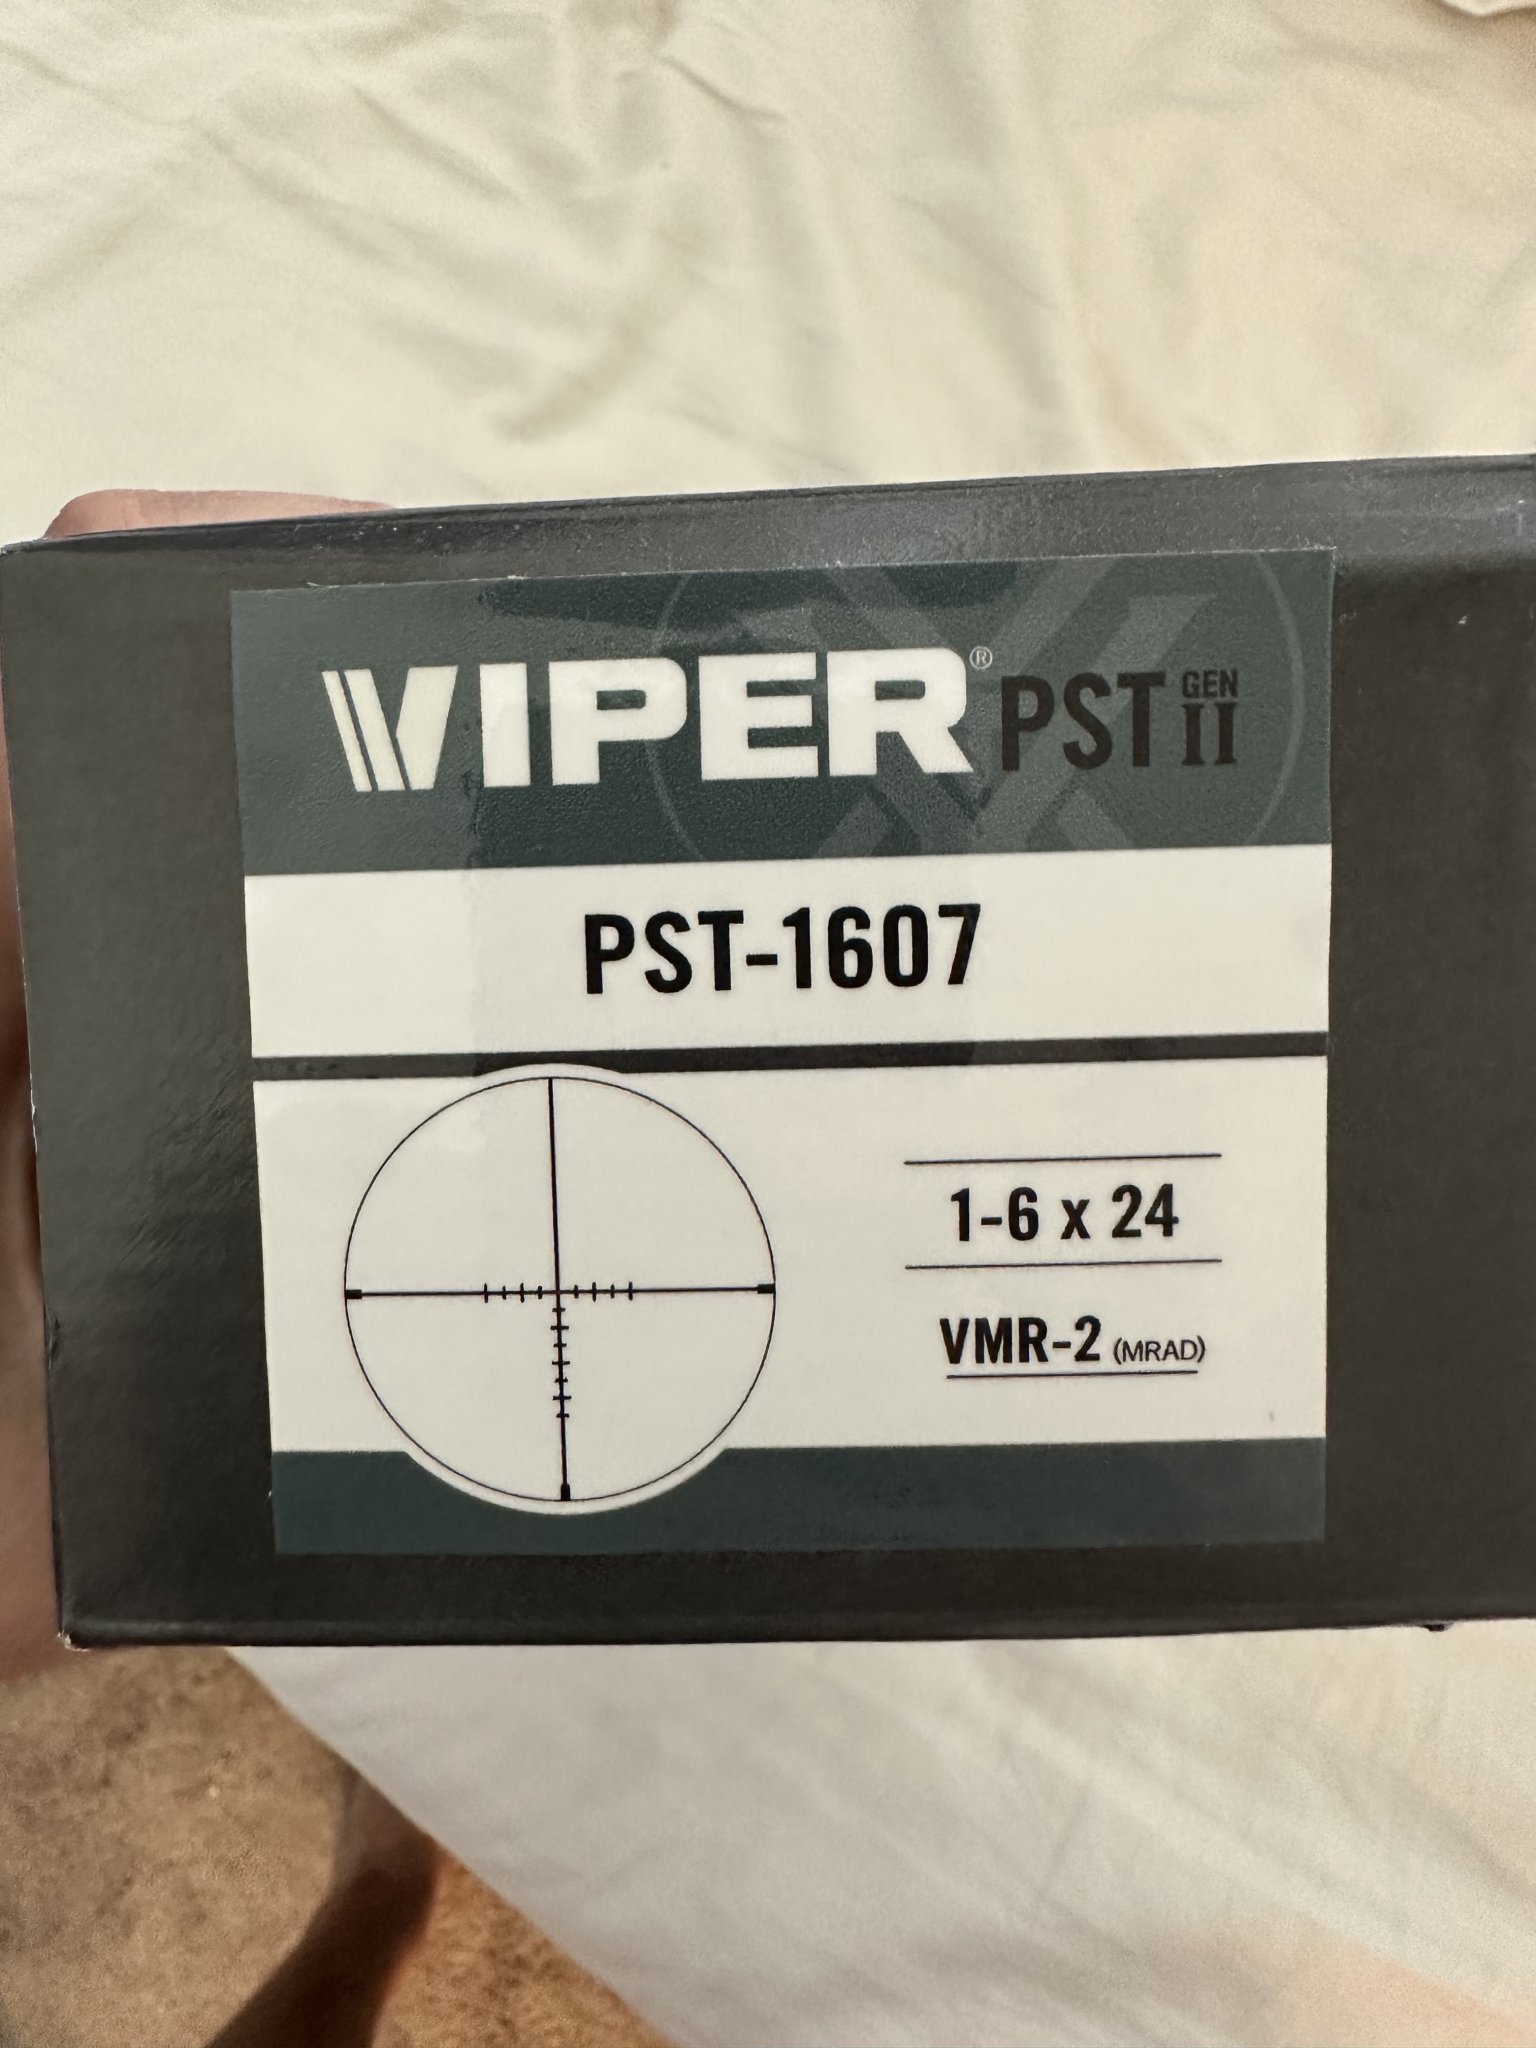 VIPER® PST GEN II
PST-1607
1-6 x 24
VMR-2 (MRAD)